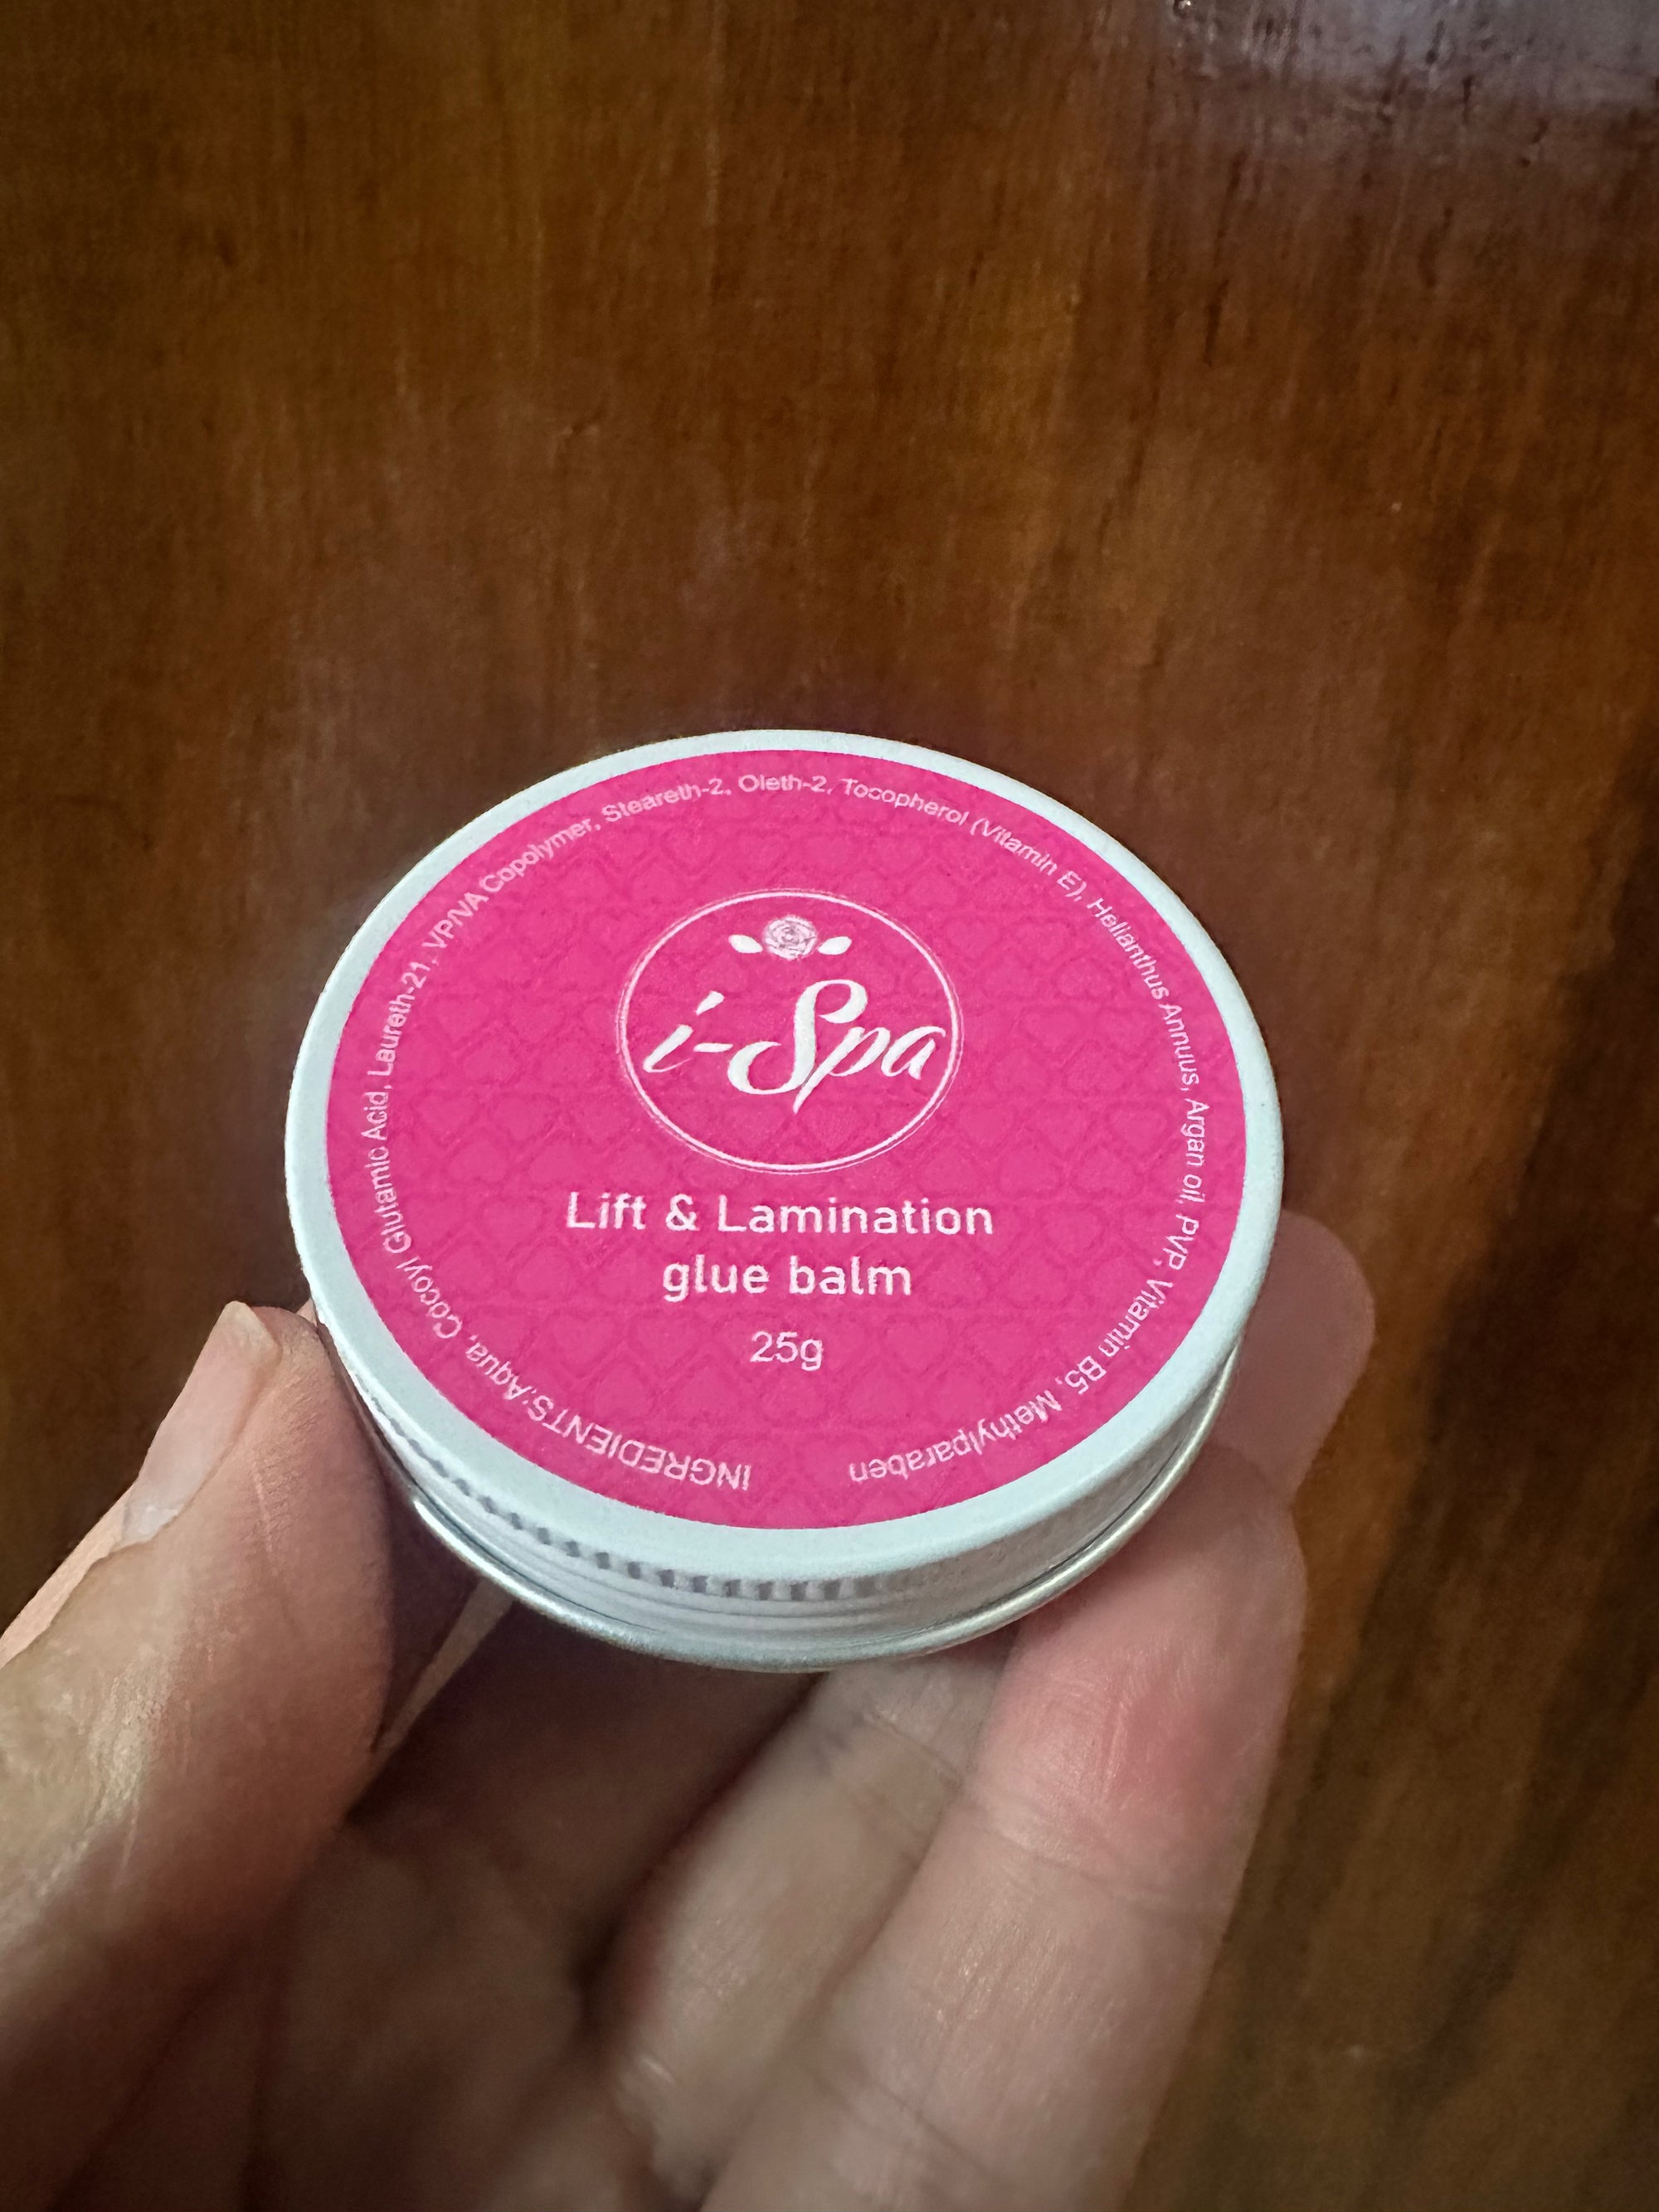 i-Spa
Lift & Lamination
glue balm
25g
INGREDIENTS:Aqua, Cocoyl Glutamic Acid, Laureth-21, VP/VA Copolymer, Steareth-2, Oleth-2, Tocopherol (Vitamin E), Helianthus Annuus, Argan oil, PVP, Vitamin B5, Methylparaben